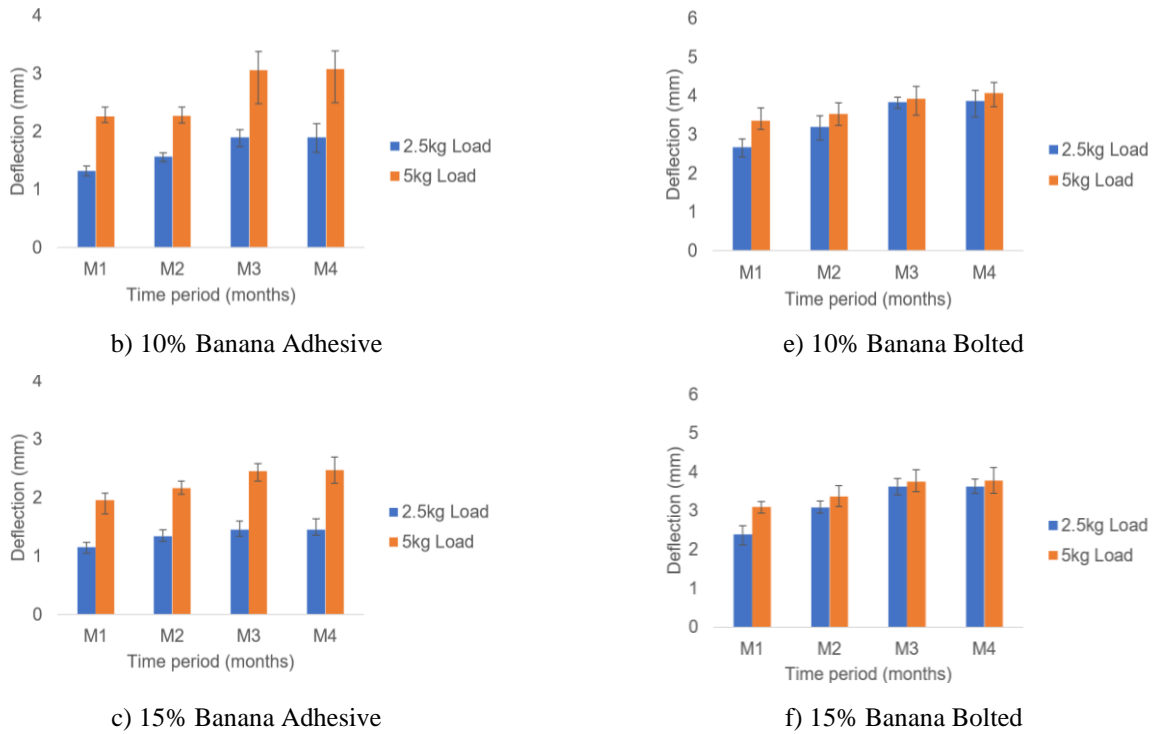 4
3
2
1
0
Deflection (mm)
M1 M2 M3 M4
Time period (months)
2.5kg Load
5kg Load
b) 10% Banana Adhesive
6
5
4
3
2
1
0
Deflection (mm)
M1 M2 M3 M4
Time period (months)
2.5kg Load
5kg Load
e) 10% Banana Bolted
4
3
2
1
0
Deflection (mm)
M1 M2 M3 M4
Time period (months)
2.5kg Load
5kg Load
c) 15% Banana Adhesive
6
5
4
3
2
1
0
Deflection (mm)
M1 M2 M3 M4
Time period (months)
2.5kg Load
5kg Load
f) 15% Banana Bolted